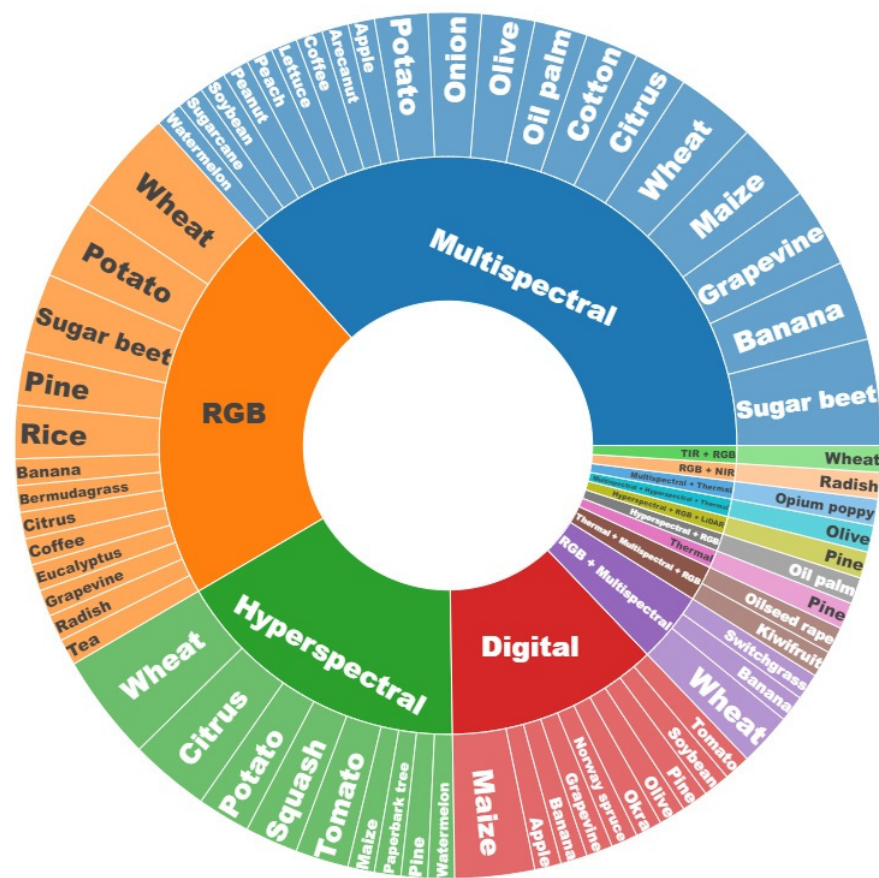 Multispectral
Watermelon
Sugarcane
Soybean
Peanut
Peach
Lettuce
Coffee
Arecanut
Apple
Potato
Onion
Olive
Oil palm
Cotton
Citrus
Wheat
Maize
Grapevine
Banana
Sugar beet
TIR + RGB
Wheat
RGB + NIR
Radish
Multispectral + Thermal
Opium poppy
Multispectral + Hyperspectral + Thermal
Olive
Hyperspectral + RGB + LiDAR
Pine
Hyperspectral + RGB
Oil palm
Thermal
Pine
Thermal + Multispectral + RGB
Oilseed rape
Kiwifruit
RGB + Multispectral
Switchgrass
Banana
Wheat
Digital
Tomato
Soybean
Pine
Olive
Okra
Norway spruce
Grapevine
Banana
Apple
Maize
Hyperspectral
Watermelon
Pine
Paperbark tree
Maize
Tomato
Squash
Potato
Citrus
Wheat
RGB
Tea
Radish
Grapevine
Eucalyptus
Coffee
Citrus
Bermudagrass
Banana
Rice
Pine
Sugar beet
Potato
Wheat